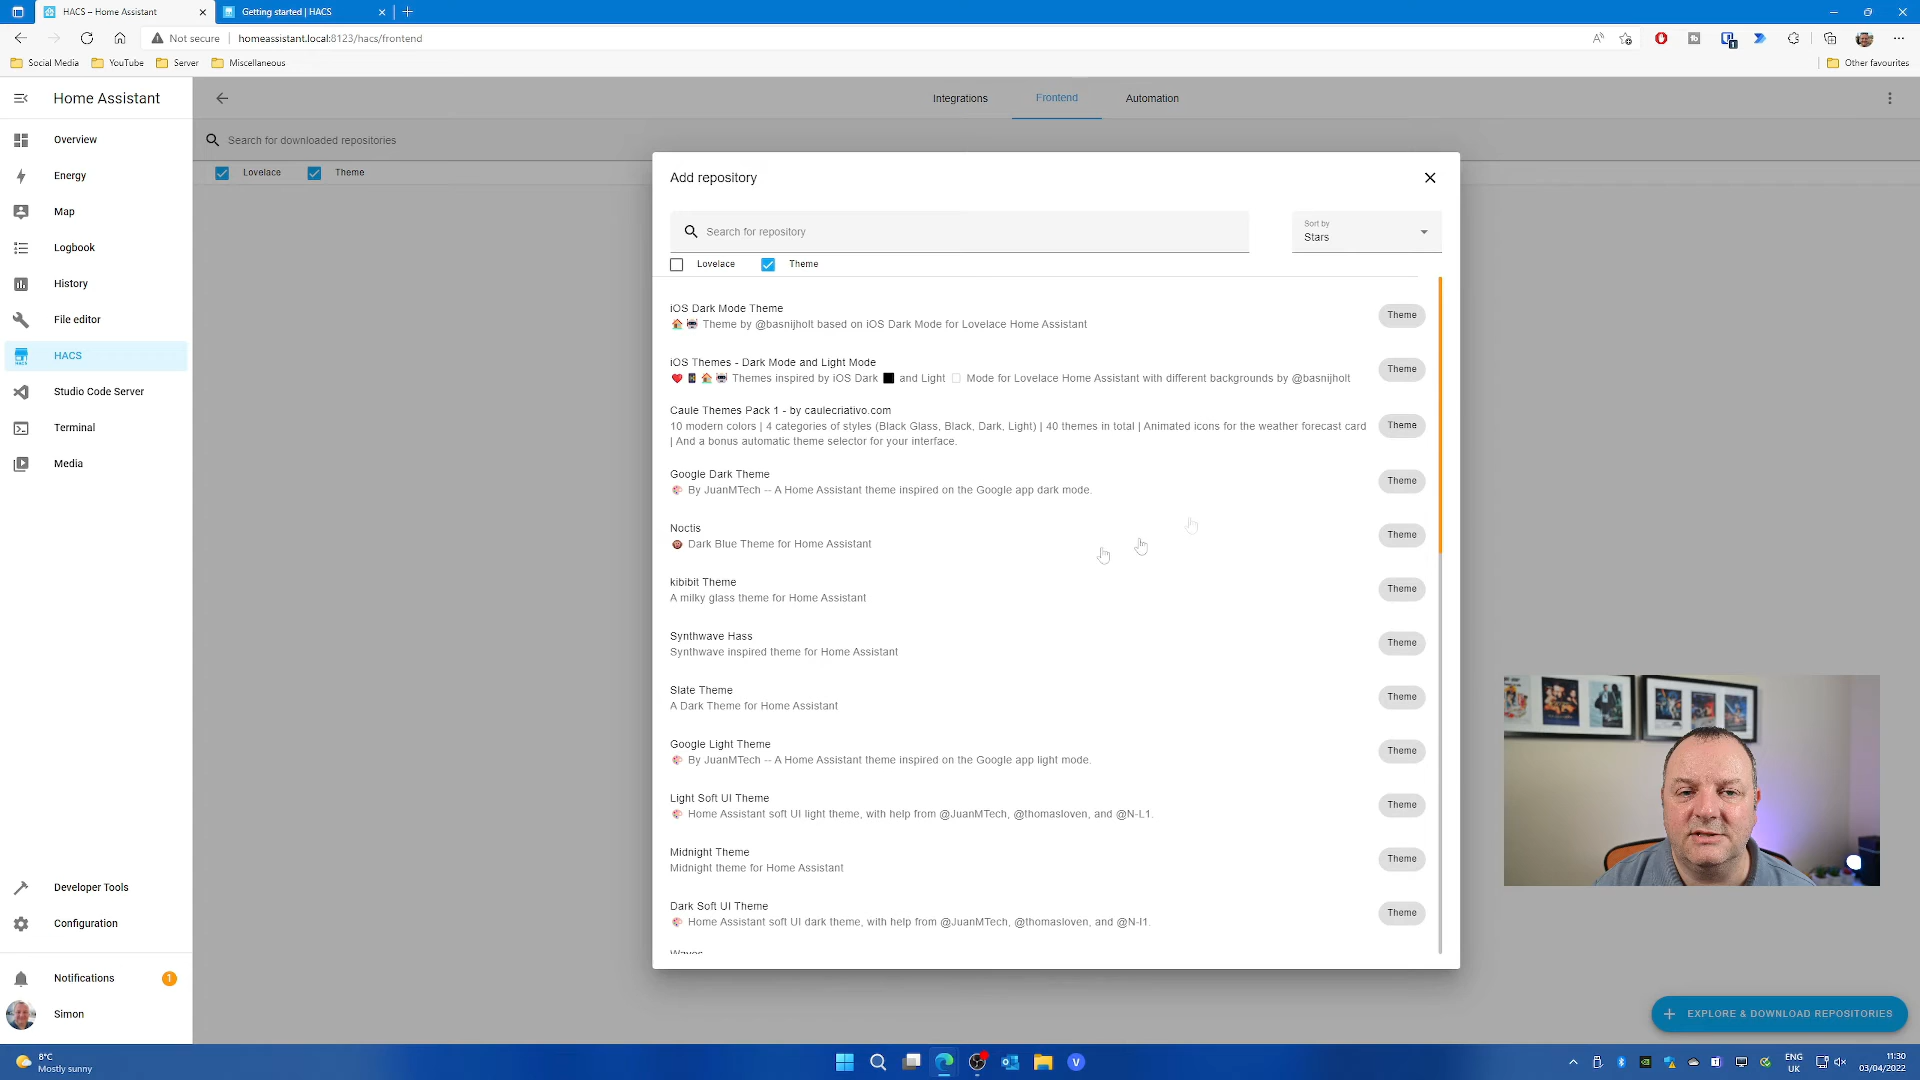 HACS – Home Assistant
Getting started | HACS
Not secure
homeassistant.local:8123/hacs/frontend
Social Media
YouTube
Server
Miscellaneous
Other favourites
Home Assistant
Integrations
Frontend
Automation
Overview
Search for downloaded repositories
Lovelace
Theme
Energy
Map
Logbook
History
File editor
HACS
Studio Code Server
Terminal
Media
Developer Tools
Configuration
Notifications
1
Simon
Add repository
Search for repository
Sort by
Stars
Lovelace
Theme
iOS Dark Mode Theme
Theme by @basnijholt based on iOS Dark Mode for Lovelace Home Assistant
Theme
iOS Themes - Dark Mode and Light Mode
Themes inspired by iOS Dark and Light Mode for Lovelace Home Assistant with different backgrounds by @basnijholt
Theme
Caule Themes Pack 1 - by caulecriativo.com
10 modern colors | 4 categories of styles (Black Glass, Black, Dark, Light) | 40 themes in total | Animated icons for the weather forecast card
| And a bonus automatic theme selector for your interface.
Theme
Google Dark Theme
By JuanMTech -- A Home Assistant theme inspired on the Google app dark mode.
Theme
Noctis
Dark Blue Theme for Home Assistant
Theme
kibibit Theme
A milky glass theme for Home Assistant
Theme
Synthwave Hass
Synthwave inspired theme for Home Assistant
Theme
Slate Theme
A Dark Theme for Home Assistant
Theme
Google Light Theme
By JuanMTech -- A Home Assistant theme inspired on the Google app light mode.
Theme
Light Soft UI Theme
Home Assistant soft UI light theme, with help from @JuanMTech, @thomasloven, and @N-L1.
Theme
Midnight Theme
Midnight theme for Home Assistant
Theme
Dark Soft UI Theme
Home Assistant soft UI dark theme, with help from @JuanMTech, @thomasloven, and @N-l1.
Theme
Waves
EXPLORE & DOWNLOAD REPOSITORIES
8°C
Mostly sunny
ENG
UK
11:30
03/04/2022